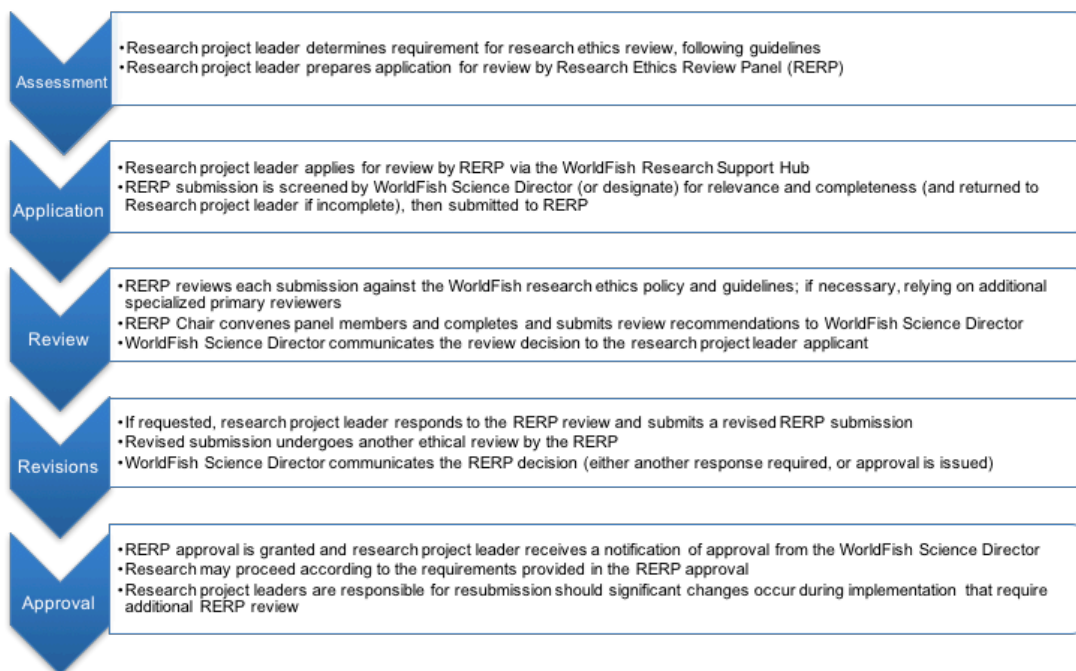 Assessment
•Research project leader determines requirement for research ethics review, following guidelines
•Research project leader prepares application for review by Research Ethics Review Panel (RERP)
Application
•Research project leader applies for review by RERP via the WorldFish Research Support Hub
•RERP submission is screened by WorldFish Science Director (or designate) for relevance and completeness (and returned to
Research project leader if incomplete), then submitted to RERP
Review
•RERP reviews each submission against the WorldFish research ethics policy and guidelines; if necessary, relying on additional
specialized primary reviewers
•RERP Chair convenes panel members and completes and submits review recommendations to WorldFish Science Director
•WorldFish Science Director communicates the review decision to the research project leader applicant
Revisions
•If requested, research project leader responds to the RERP review and submits a revised RERP submission
•Revised submission undergoes another ethical review by the RERP
•WorldFish Science Director communicates the RERP decision (either another response required, or approval is issued)
Approval
•RERP approval is granted and research project leader receives a notification of approval from the WorldFish Science Director
•Research may proceed according to the requirements provided in the RERP approval
•Research project leaders are responsible for resubmission should significant changes occur during implementation that require
additional RERP review